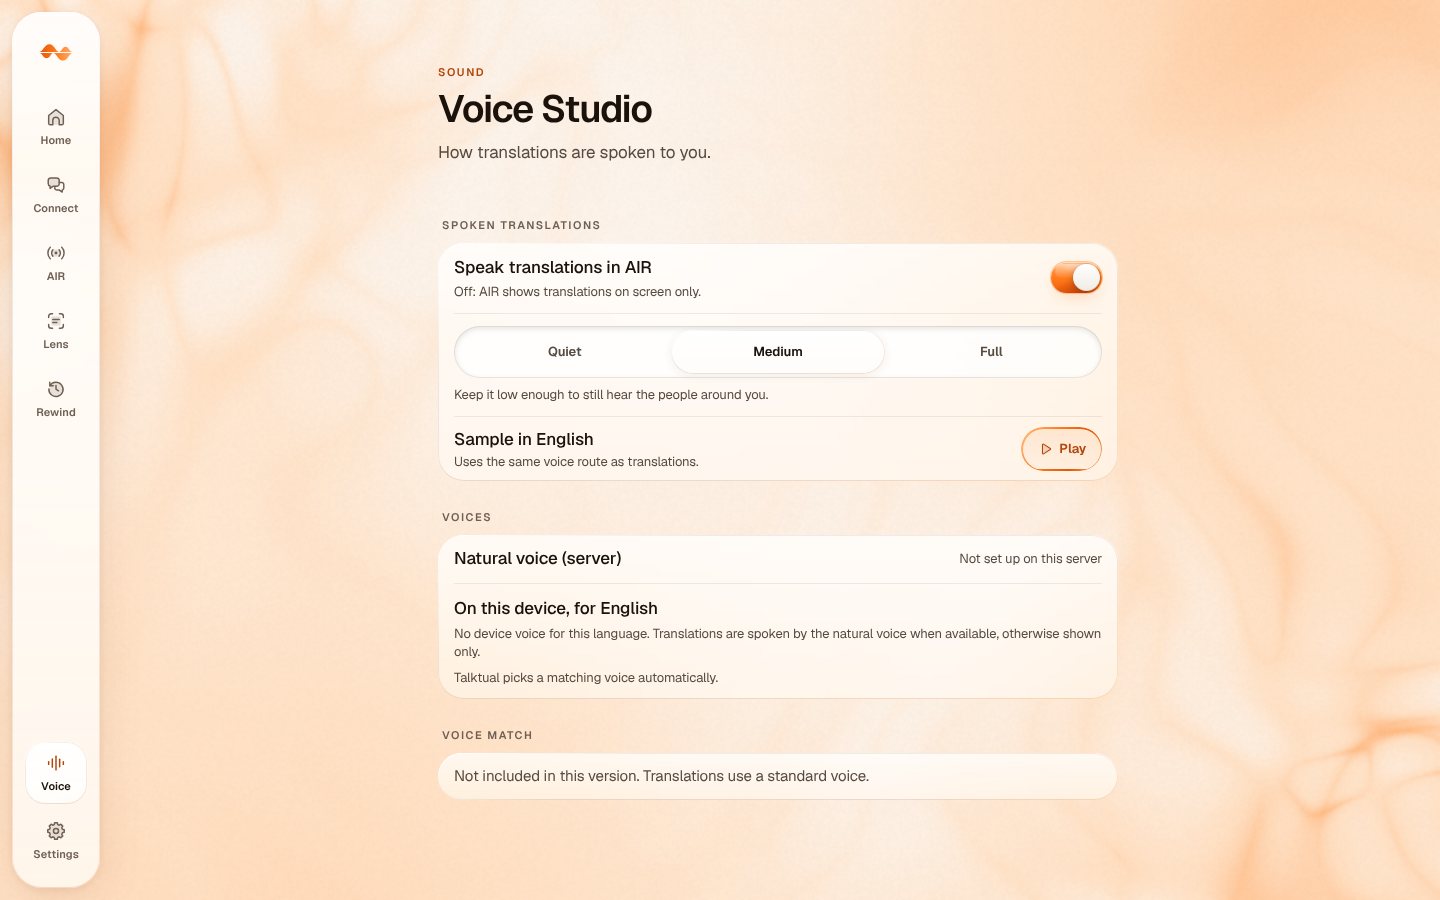 Home
Connect
AIR
Lens
Rewind
Voice
Settings
SOUND
Voice Studio
How translations are spoken to you.
SPOKEN TRANSLATIONS
Speak translations in AIR
Off: AIR shows translations on screen only.
Quiet Medium Full
Keep it low enough to still hear the people around you.
Sample in English
Uses the same voice route as translations.
Play
VOICES
Natural voice (server) Not set up on this server
On this device, for English
No device voice for this language. Translations are spoken by the natural voice when available, otherwise shown
only.
Talktual picks a matching voice automatically.
VOICE MATCH
Not included in this version. Translations use a standard voice.